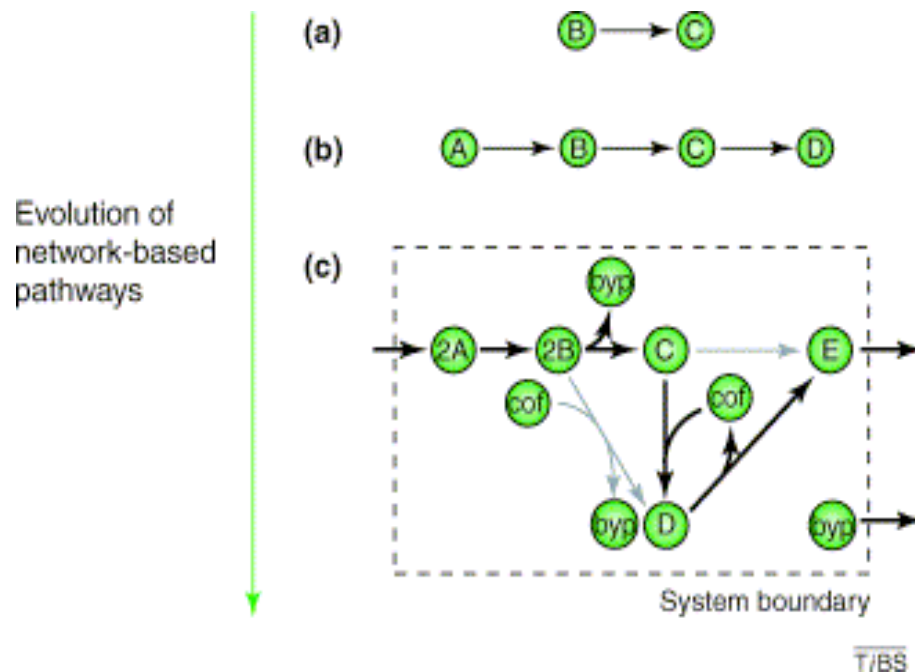 (a)
B
C
(b)
A
B
C
D
Evolution of
network-based
pathways
(c)
byp
2A
2B
C
E
cof
cof
byp
D
byp
System boundary
T/BS